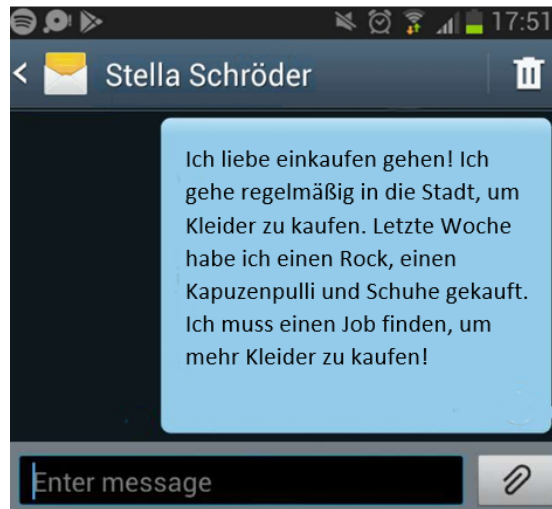 17:51
< Stella Schröder
Ich liebe einkaufen gehen! Ich
gehe regelmäßig in die Stadt, um
Kleider zu kaufen. Letzte Woche
habe ich einen Rock, einen
Kapuzenpulli und Schuhe gekauft.
Ich muss einen Job finden, um
mehr Kleider zu kaufen!
Enter message